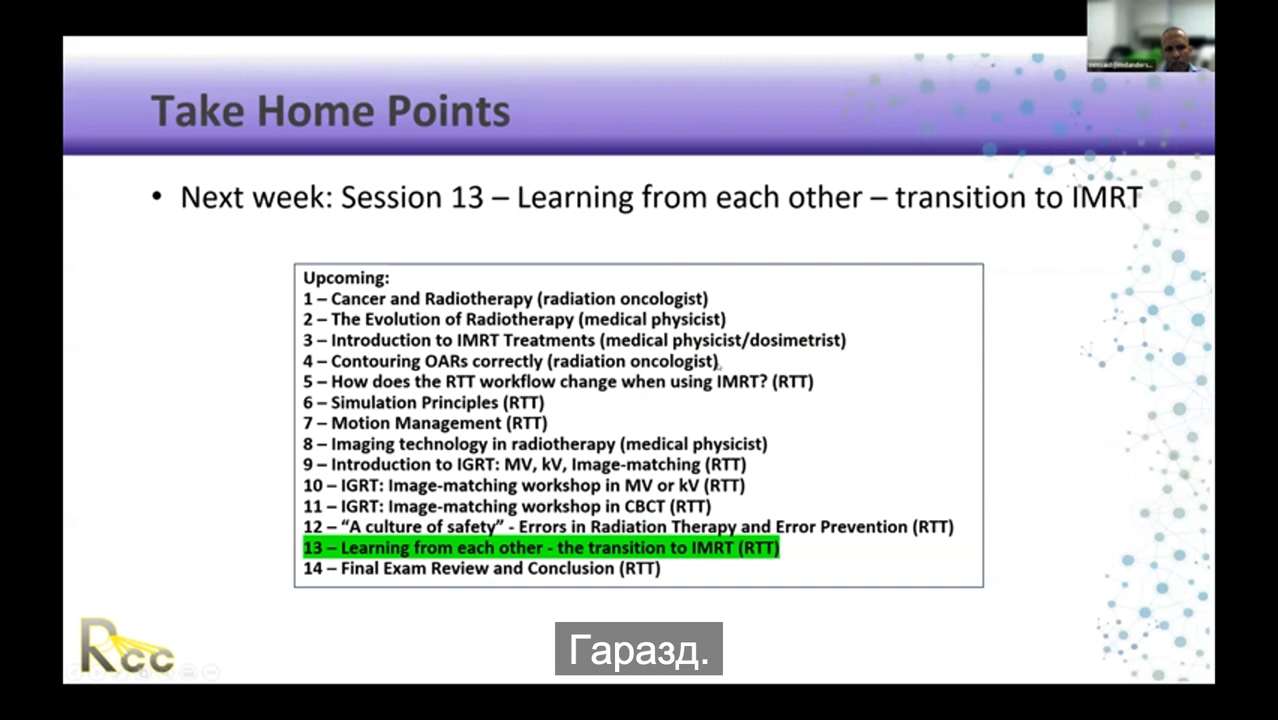 Take Home Points
• Next week: Session 13 – Learning from each other – transition to IMRT
Upcoming:
1 – Cancer and Radiotherapy (radiation oncologist)
2 – The Evolution of Radiotherapy (medical physicist)
3 – Introduction to IMRT Treatments (medical physicist/dosimetrist)
4 – Contouring OARs correctly (radiation oncologist)
5 – How does the RTT workflow change when using IMRT? (RTT)
6 – Simulation Principles (RTT)
7 – Motion Management (RTT)
8 – Imaging technology in radiotherapy (medical physicist)
9 – Introduction to IGRT: MV, kV, Image-matching (RTT)
10 – IGRT: Image-matching workshop in MV or kV (RTT)
11 – IGRT: Image-matching workshop in CBCT (RTT)
12 – “A culture of safety” - Errors in Radiation Therapy and Error Prevention (RTT)
13 – Learning from each other - the transition to IMRT (RTT)
14 – Final Exam Review and Conclusion (RTT)
Rcc
Гаразд.